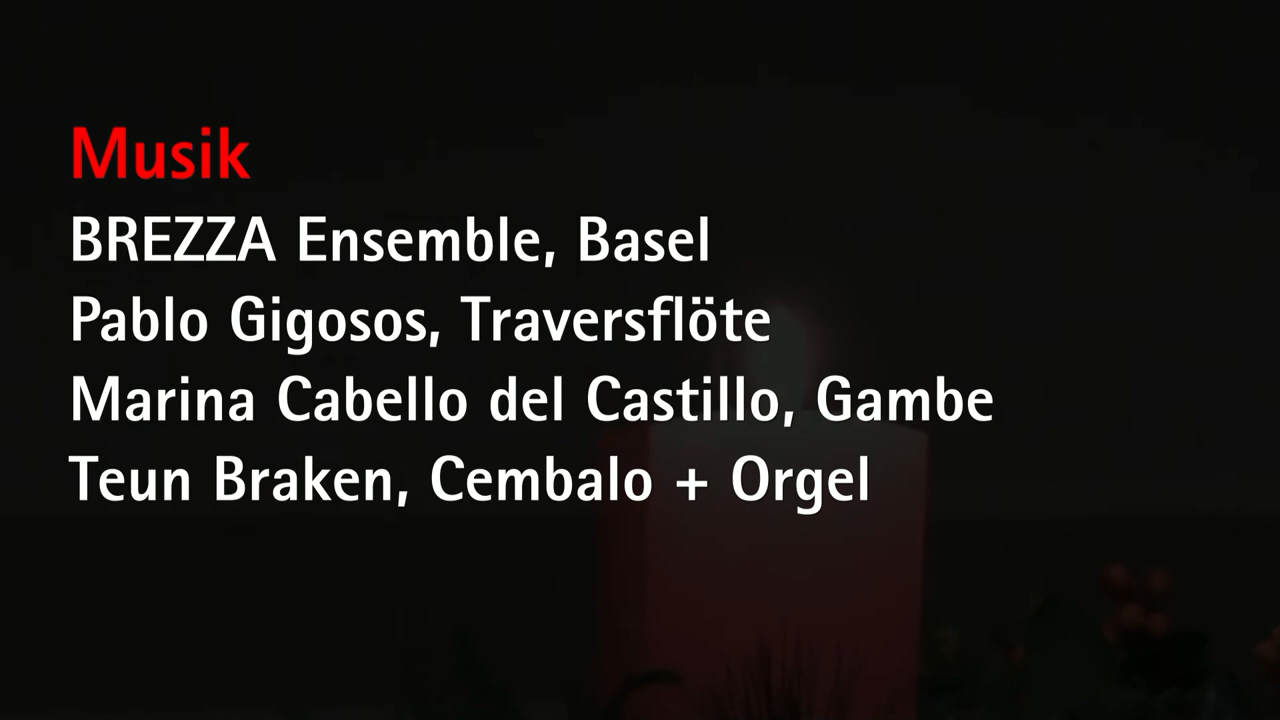 Musik
BREZZA Ensemble, Basel
Pablo Gigosos, Traversflöte
Marina Cabello del Castillo, Gambe
Teun Braken, Cembalo + Orgel